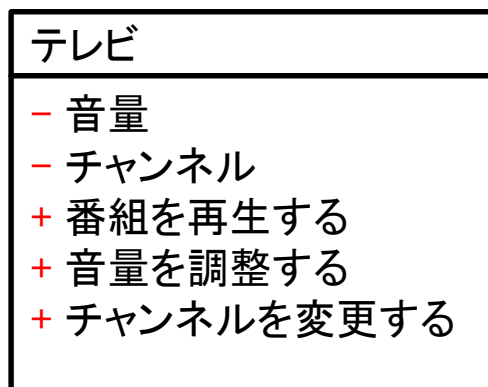 テレビ
− 音量
− チャンネル
+ 番組を再生する
+ 音量を調整する
+ チャンネルを変更する